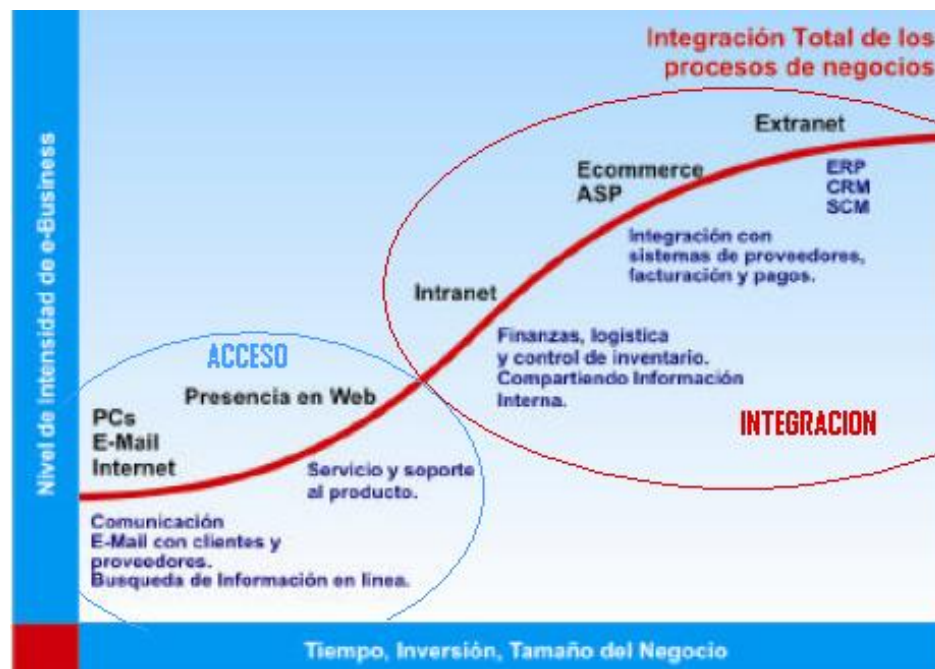 Integración Total de los
procesos de negocios
Extranet
Ecommerce
ASP
ERP
CRM
SCM
Integración con
sistemas de proveedores,
facturación y pagos.
Intranet
Finanzas, logística
y control de inventario.
Compartiendo Información
Interna.
ACCESO
Presencia en Web
PCs
E-Mail
Internet
INTEGRACION
Servicio y soporte
al producto.
Comunicación
E-Mail con clientes y
proveedores.
Busqueda de Información en línea.
Nivel de Intensidad de e-Business
Tiempo, Inversión, Tamaño del Negocio